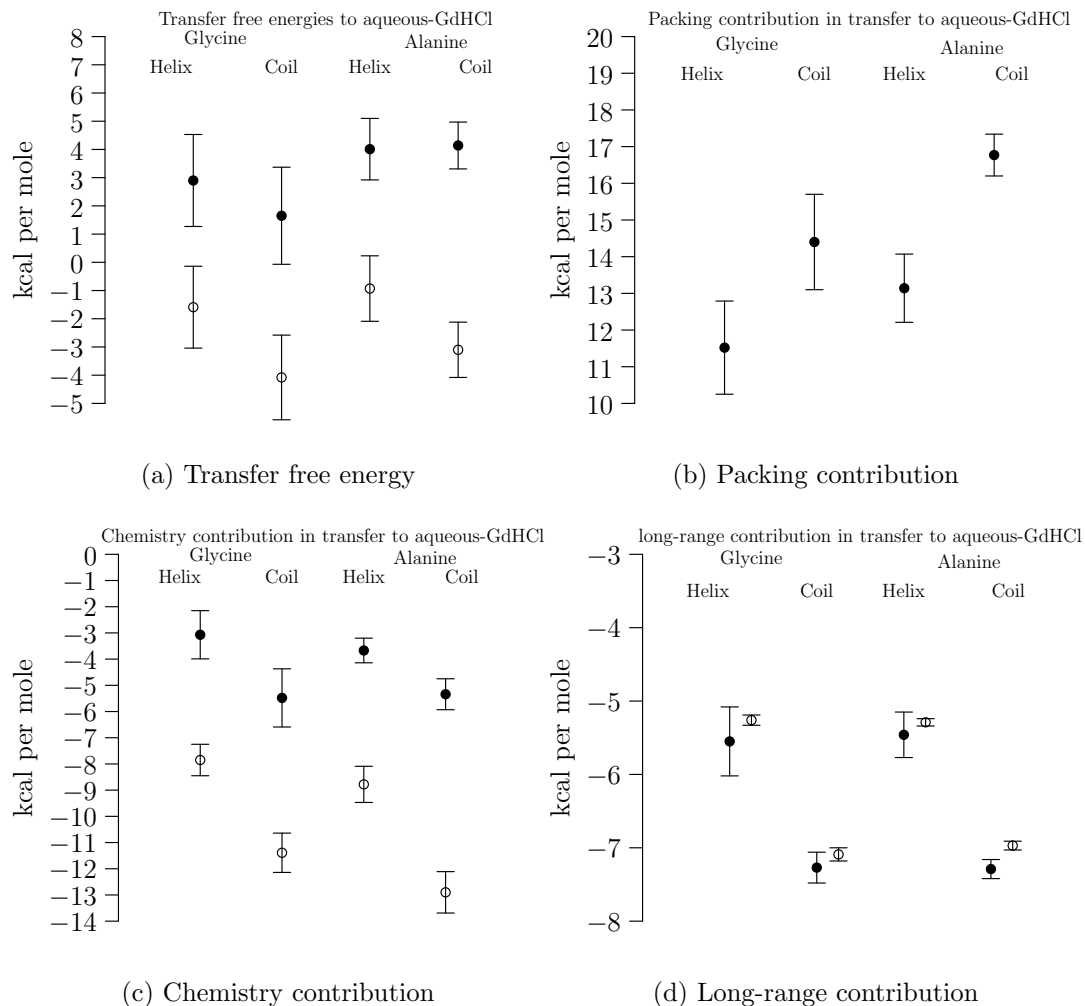 Transfer free energies to aqueous-GdHCl
Glycine Alanine
Helix Coil Helix Coil
8
7
6
5
4
3
2
1
0
−1
−2
−3
−4
−5
kcal per mole
(a) Transfer free energy
Packing contribution in transfer to aqueous-GdHCl
Glycine Alanine
Helix Coil Helix Coil
20
19
18
17
16
15
14
13
12
11
10
kcal per mole
(b) Packing contribution
Chemistry contribution in transfer to aqueous-GdHCl
Glycine Alanine
Helix Coil Helix Coil
0
−1
−2
−3
−4
−5
−6
−7
−8
−9
−10
−11
−12
−13
−14
kcal per mole
(c) Chemistry contribution
long-range contribution in transfer to aqueous-GdHCl
Glycine Alanine
Helix Coil Helix Coil
−3
−4
−5
−6
−7
−8
kcal per mole
(d) Long-range contribution